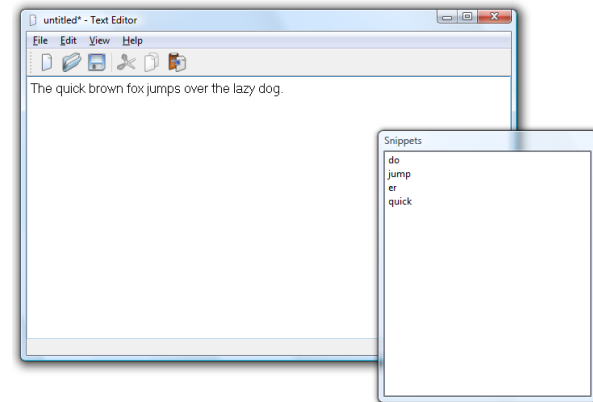 untitled* - Text Editor
File Edit View Help
The quick brown fox jumps over the lazy dog.
Snippets
do
jump
er
quick